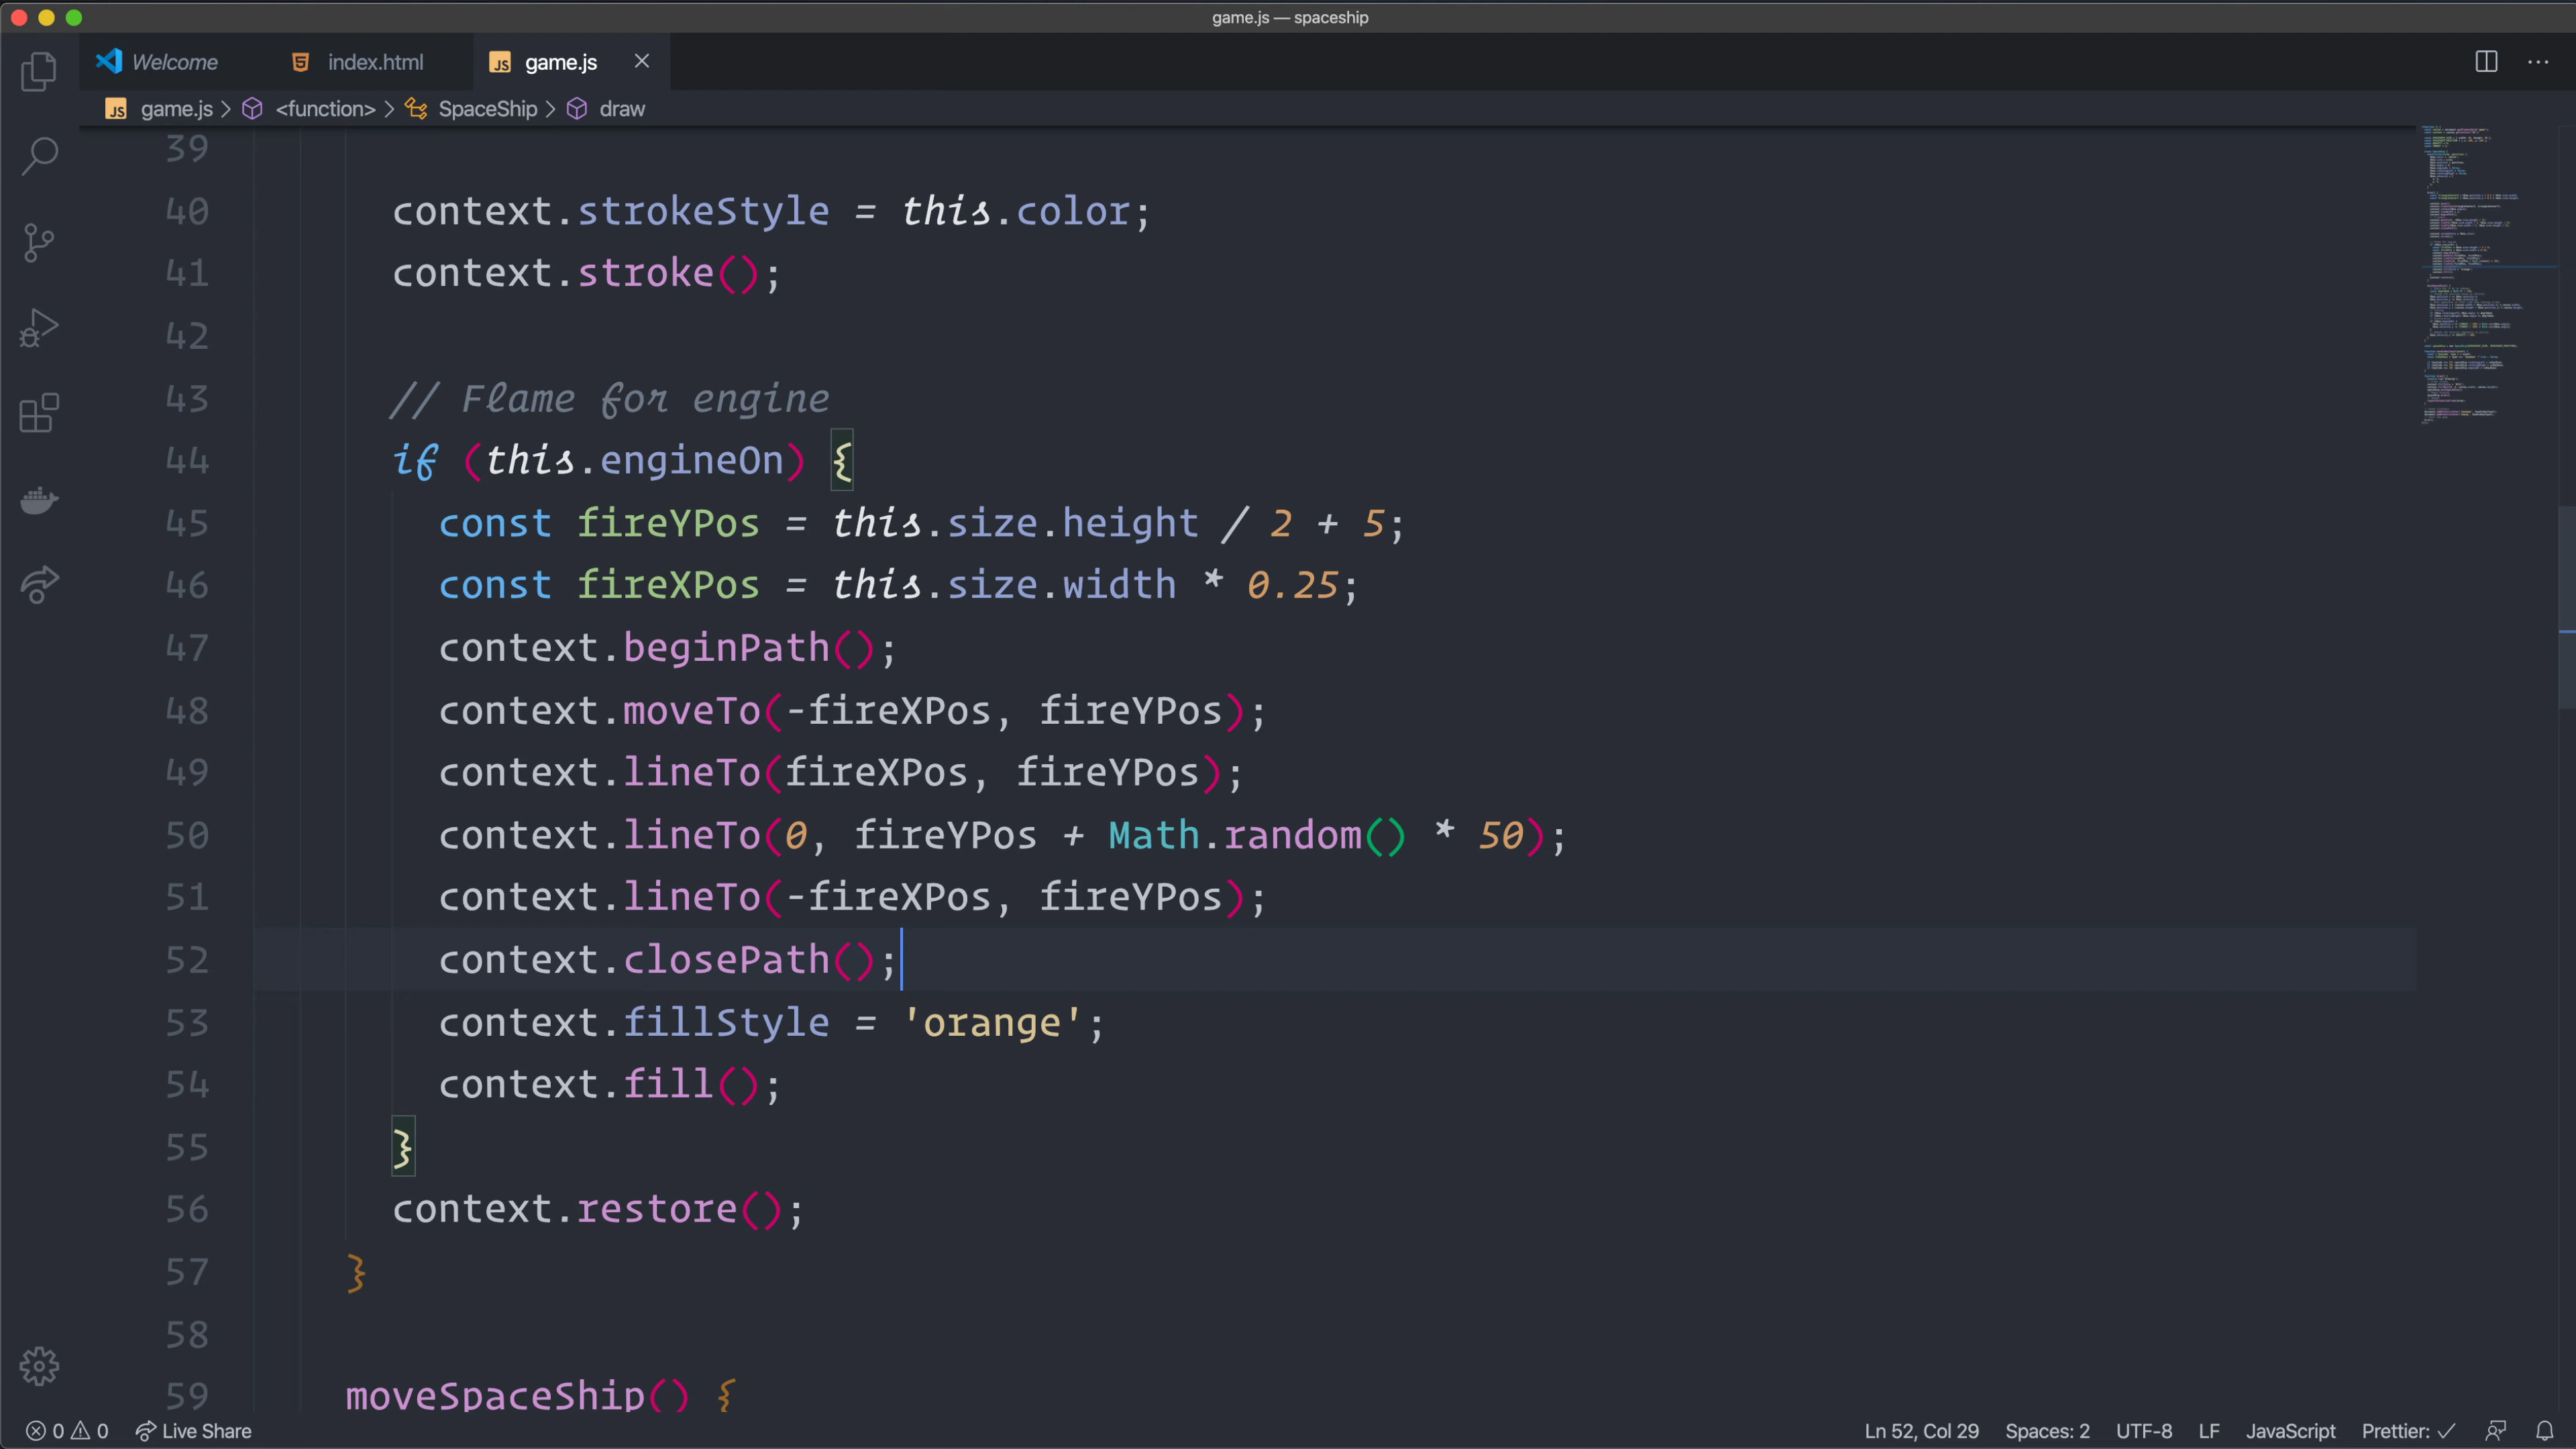 game.js — spaceship
Welcome
index.html
JS game.js
JS game.js > <function> > SpaceShip > draw
39
40 context.strokeStyle = this.color;
41 context.stroke();
42
43 // Flame for engine
44 if (this.engineOn) {
45 const fireYPos = this.size.height / 2 + 5;
46 const fireXPos = this.size.width * 0.25;
47 context.beginPath();
48 context.moveTo(-fireXPos, fireYPos);
49 context.lineTo(fireXPos, fireYPos);
50 context.lineTo(0, fireYPos + Math.random() * 50);
51 context.lineTo(-fireXPos, fireYPos);
52 context.closePath();
53 context.fillStyle = 'orange';
54 context.fill();
55 }
56 context.restore();
57 }
58
59 moveSpaceShip() {
0 0 Live Share Ln 52, Col 29 Spaces: 2 UTF-8 LF JavaScript Prettier: ✓